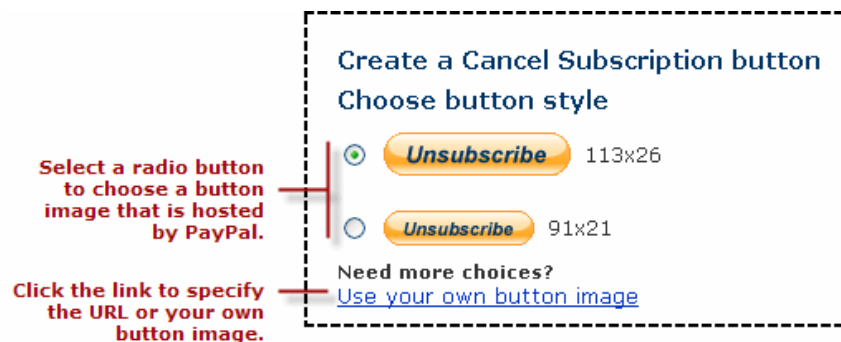 Create a Cancel Subscription button
Choose button style
Unsubscribe 113x26
Select a radio button
to choose a button
image that is hosted
by PayPal.
Unsubscribe 91x21
Need more choices?
Use your own button image
Click the link to specify
the URL or your own
button image.